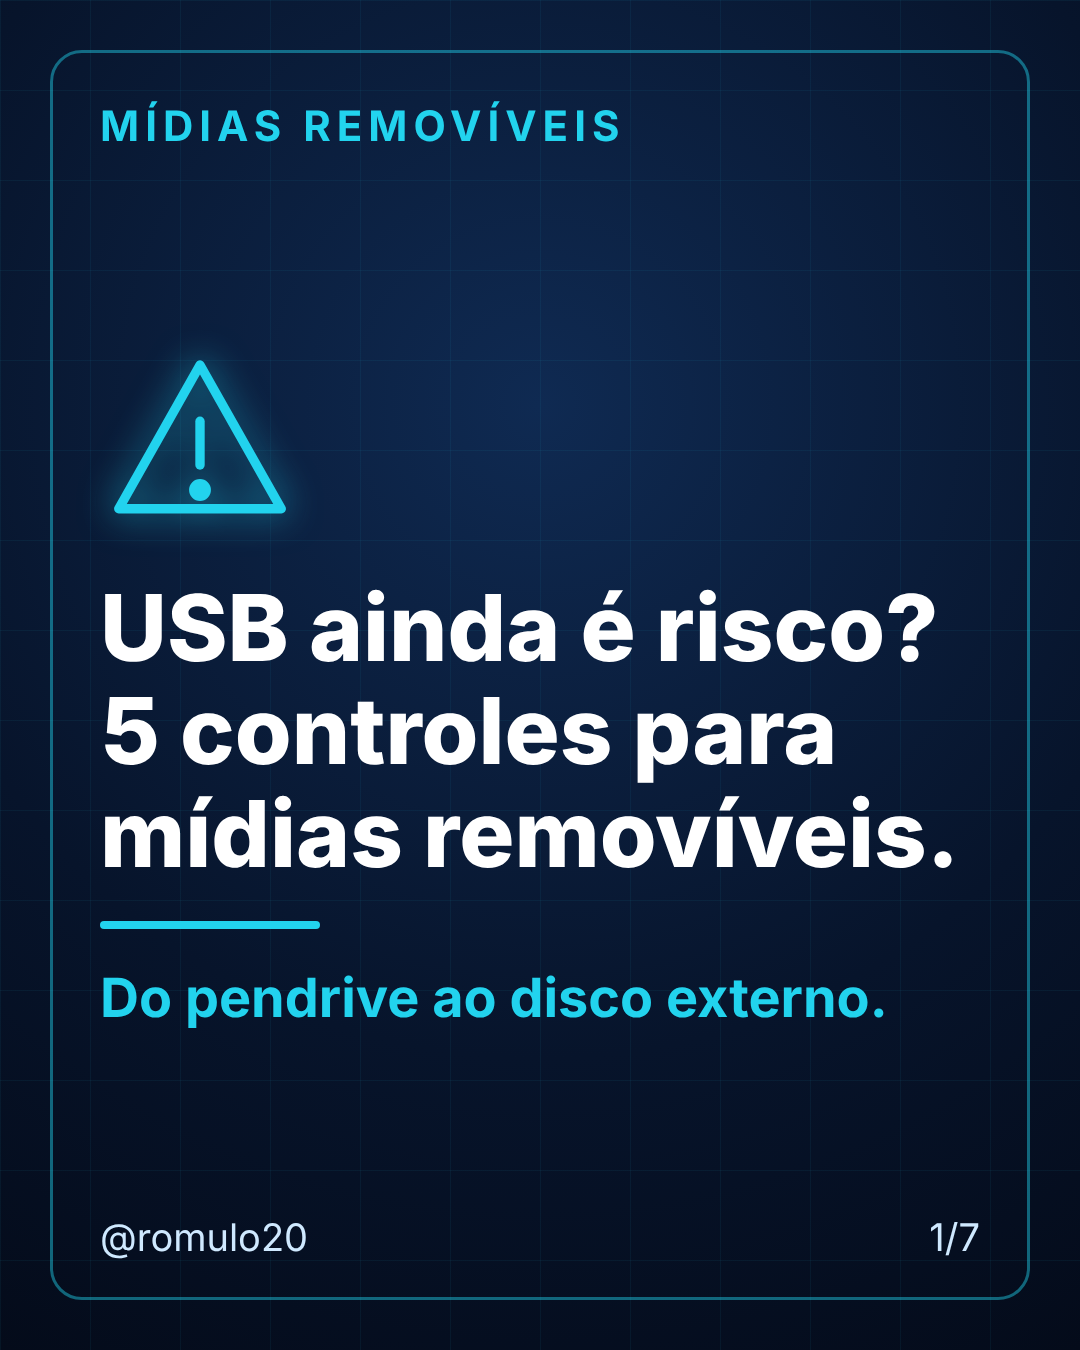 MÍDIAS REMOVÍVEIS
USB ainda é risco?
5 controles para
mídias removíveis.
Do pendrive ao disco externo.
@romulo20
1/7